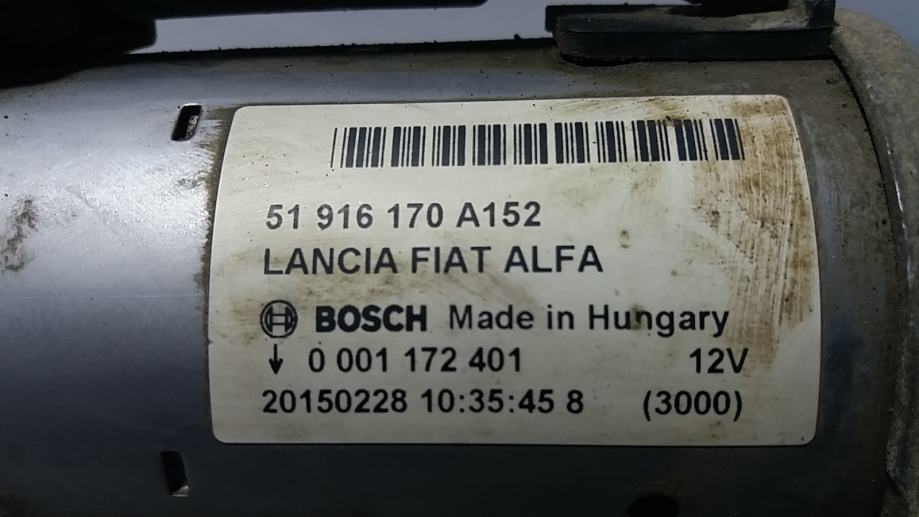 51 916 170 A152
LANCIA FIAT ALFA
BOSCH Made in Hungary
↓ 0 001 172 401 12V
20150228 10:35:45 8 (3000)